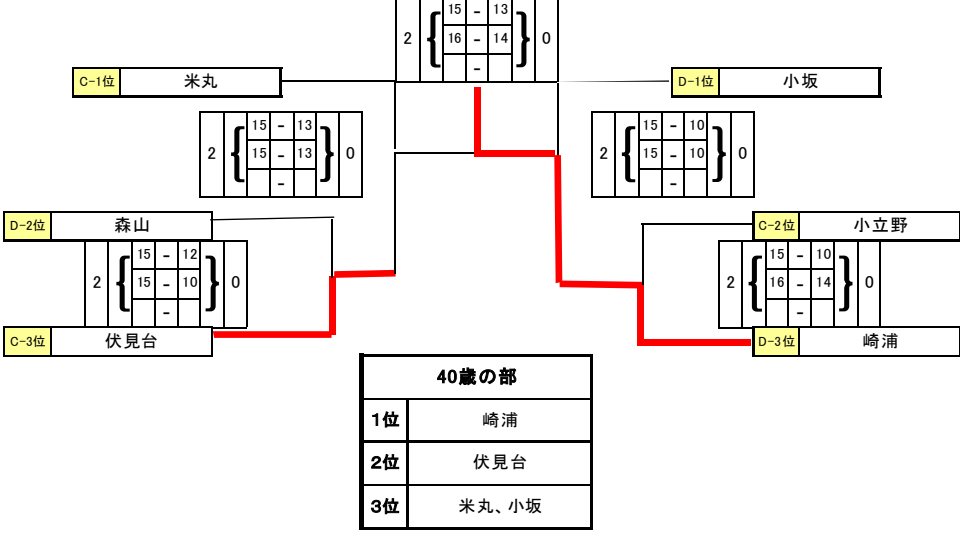 15 - 13
2 { 16 - 14 } 0
-
C-1位 米丸
D-1位 小坂
15 - 13
2 { 15 - 13 } 0
-
15 - 10
2 { 15 - 10 } 0
-
D-2位 森山
C-2位 小立野
15 - 12
2 { 15 - 10 } 0
-
15 - 10
2 { 16 - 14 } 0
-
C-3位 伏見台
D-3位 崎浦
40歳の部
1位 崎浦
2位 伏見台
3位 米丸、小坂